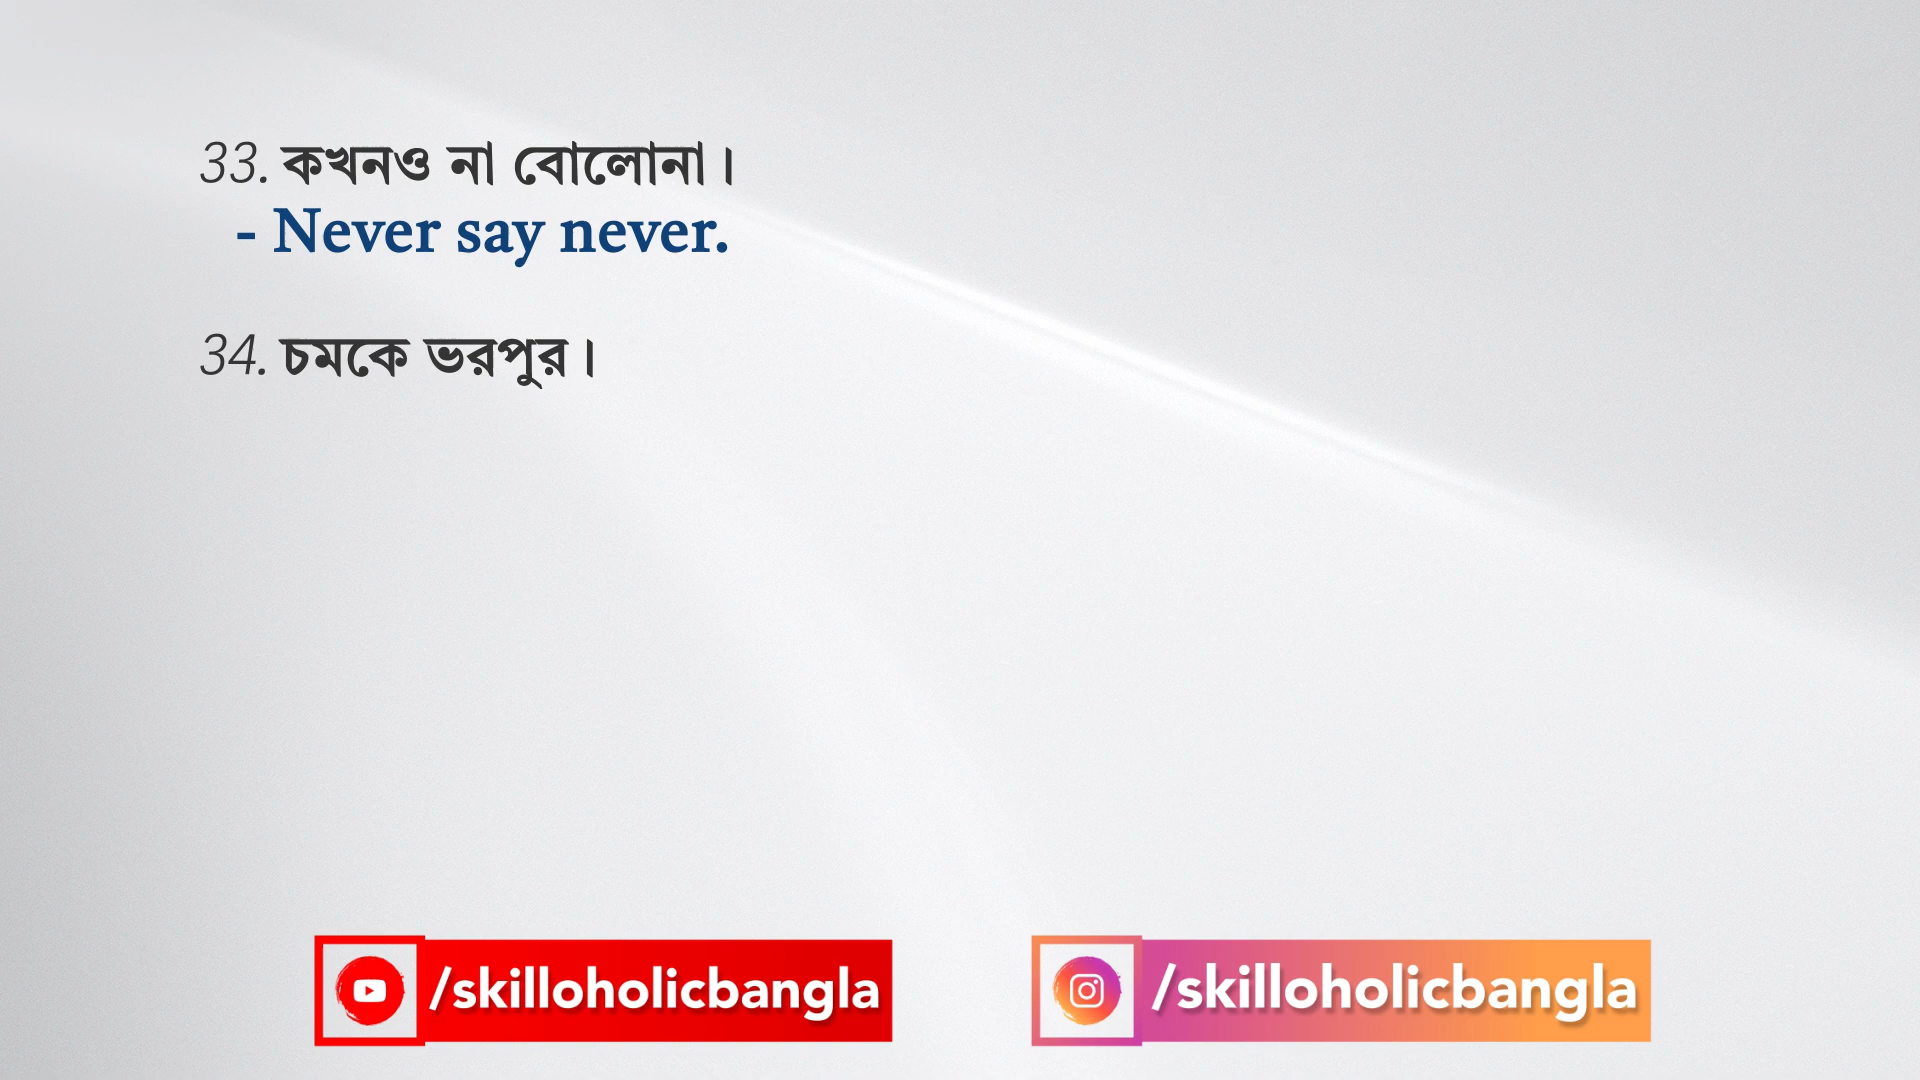 33. কখনও না বোলোনা।
- Never say never.
34. চমকে ভরপুর।
/skilloholicbangla
/skilloholicbangla